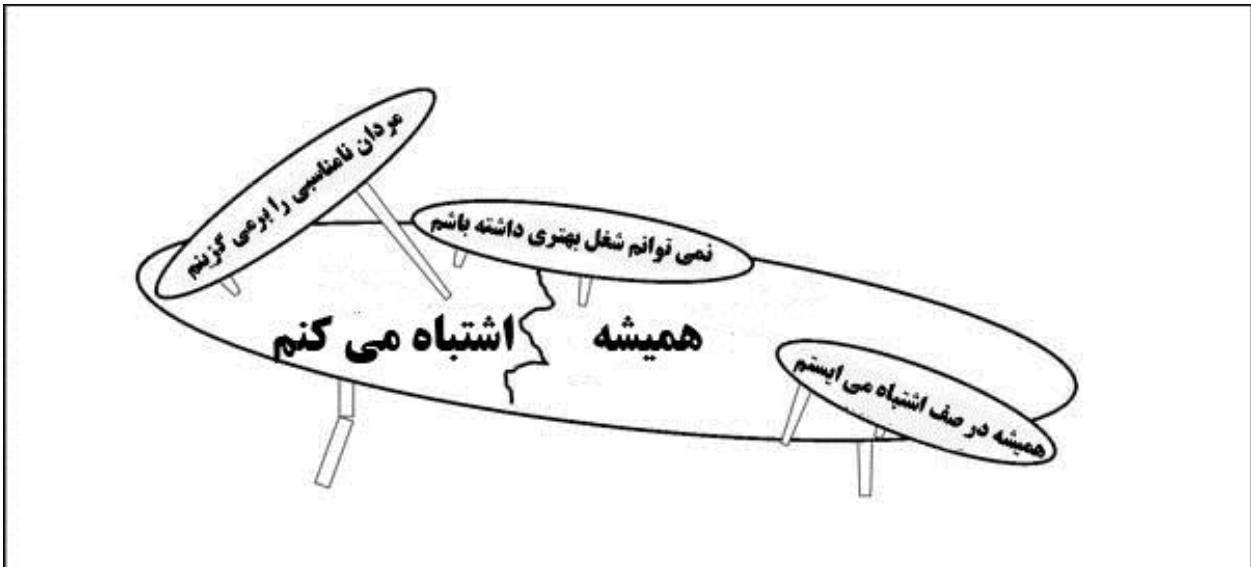 مردان نامناسبی را برمی گزینم
نمی توانم شغل بهتری داشته باشم
همیشه اشتباه می کنم
همیشه در صف اشتباه می ایستم